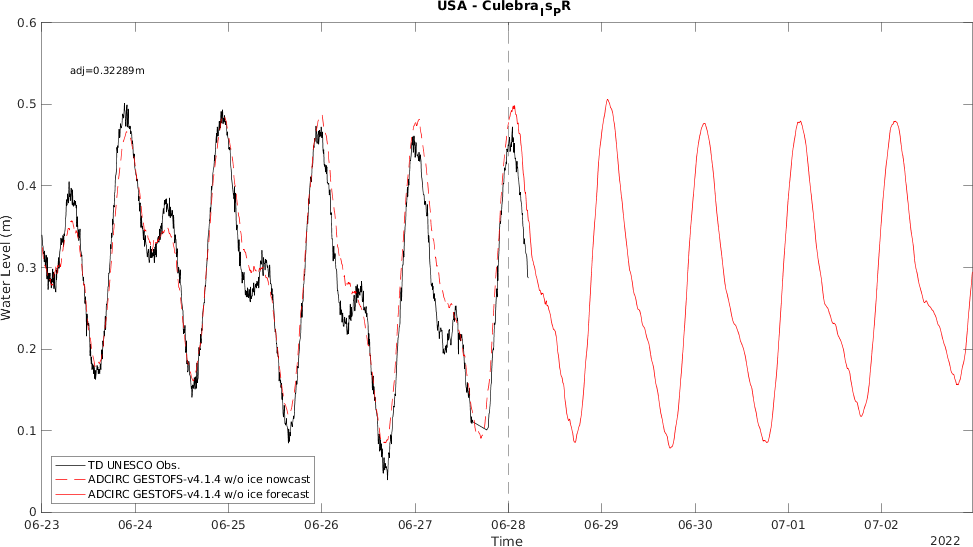 USA - Culebra_Is_PR
adj=0.32289m
0.6
0.5
0.4
0.3
0.2
0.1
0
Water Level (m)
TD UNESCO Obs.
ADCIRC GESTOFS-v4.1.4 w/o ice nowcast
ADCIRC GESTOFS-v4.1.4 w/o ice forecast
06-23 06-24 06-25 06-26 06-27 06-28 06-29 06-30 07-01 07-02
Time
2022